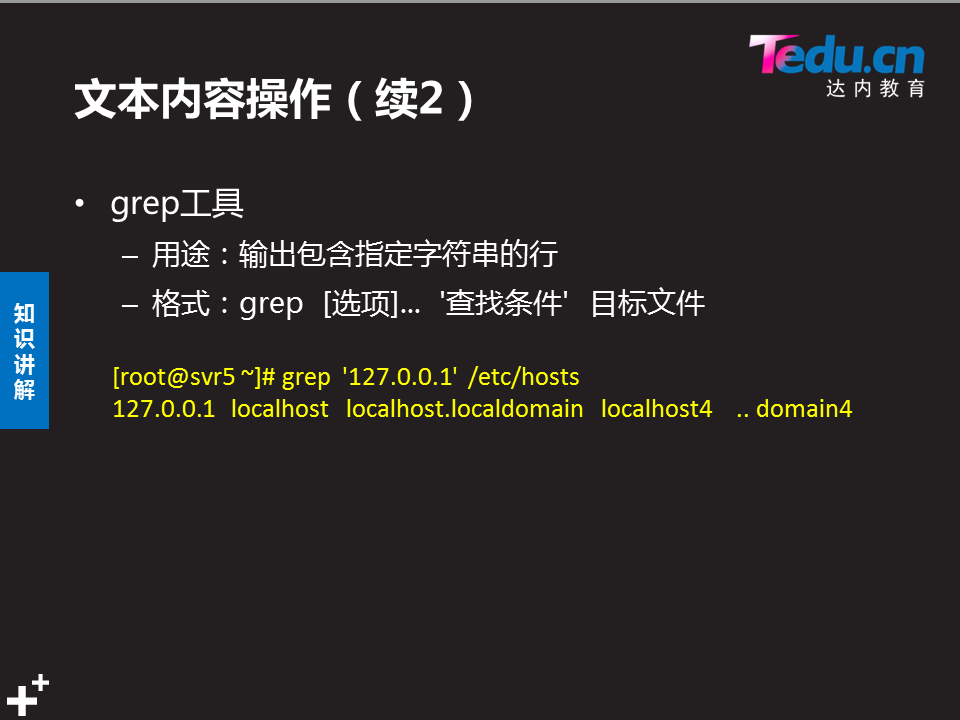 Tedu.cn
达内教育
文本内容操作（续2）
• grep工具
– 用途：输出包含指定字符串的行
– 格式：grep [选项]... '查找条件' 目标文件
知识讲解
[root@svr5 ~]# grep '127.0.0.1' /etc/hosts
127.0.0.1 localhost localhost.localdomain localhost4 .. domain4